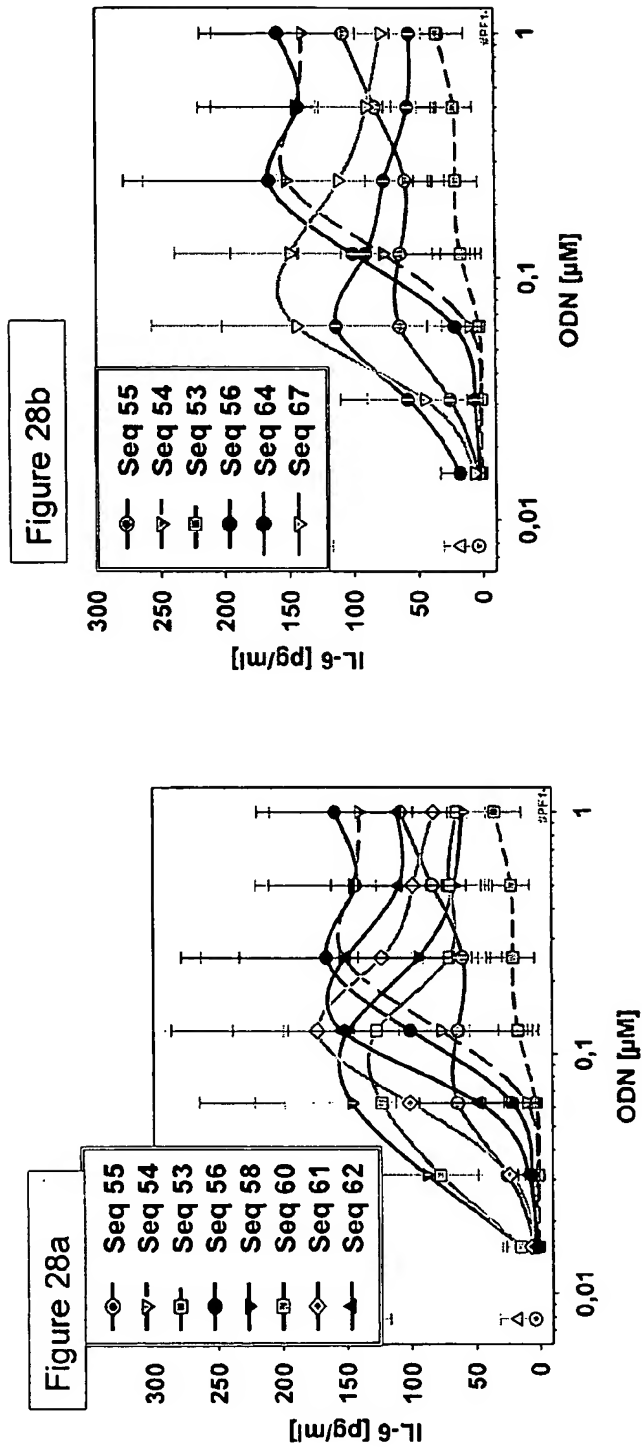 Figure 28a
Seq 55
Seq 54
Seq 53
Seq 56
Seq 58
Seq 60
Seq 61
Seq 62
IL-6 [pg/ml]
300
250
200
150
100
50
0
0,01
0,1
1
ODN [µM]
#PF1-
Figure 28b
Seq 55
Seq 54
Seq 53
Seq 56
Seq 64
Seq 67
IL-6 [pg/ml]
300
250
200
150
100
50
0
0,01
0,1
1
ODN [µM]
#PF1-